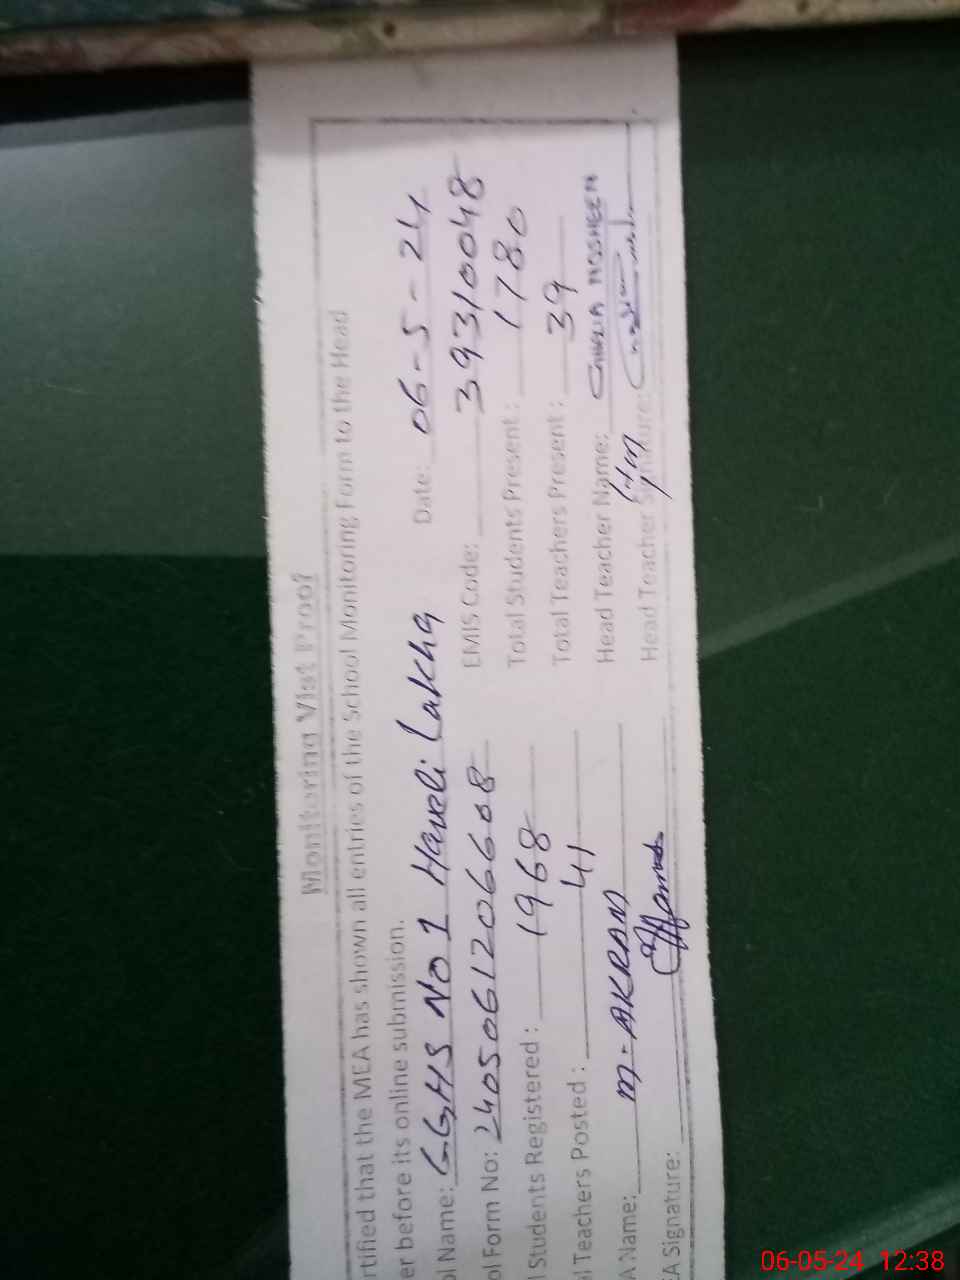 Monitoring Visit Proof
rtified that the MEA has shown all entries of the School Monitoring Form to the Head
er before its online submission.
ol Name: GGHS No 1 Haveli Lakha Date: 06-5-24
ol Form No: 2405061206608 EMIS Code: 39310048
l Students Registered: 1968 Total Students Present: 1780
l Teachers Posted: 41 Total Teachers Present: 39
A Name: M-AKRAM Head Teacher Name: NOSHEEN
HM
EA Signature: Head Teacher Signature:
06-05-24 12:38